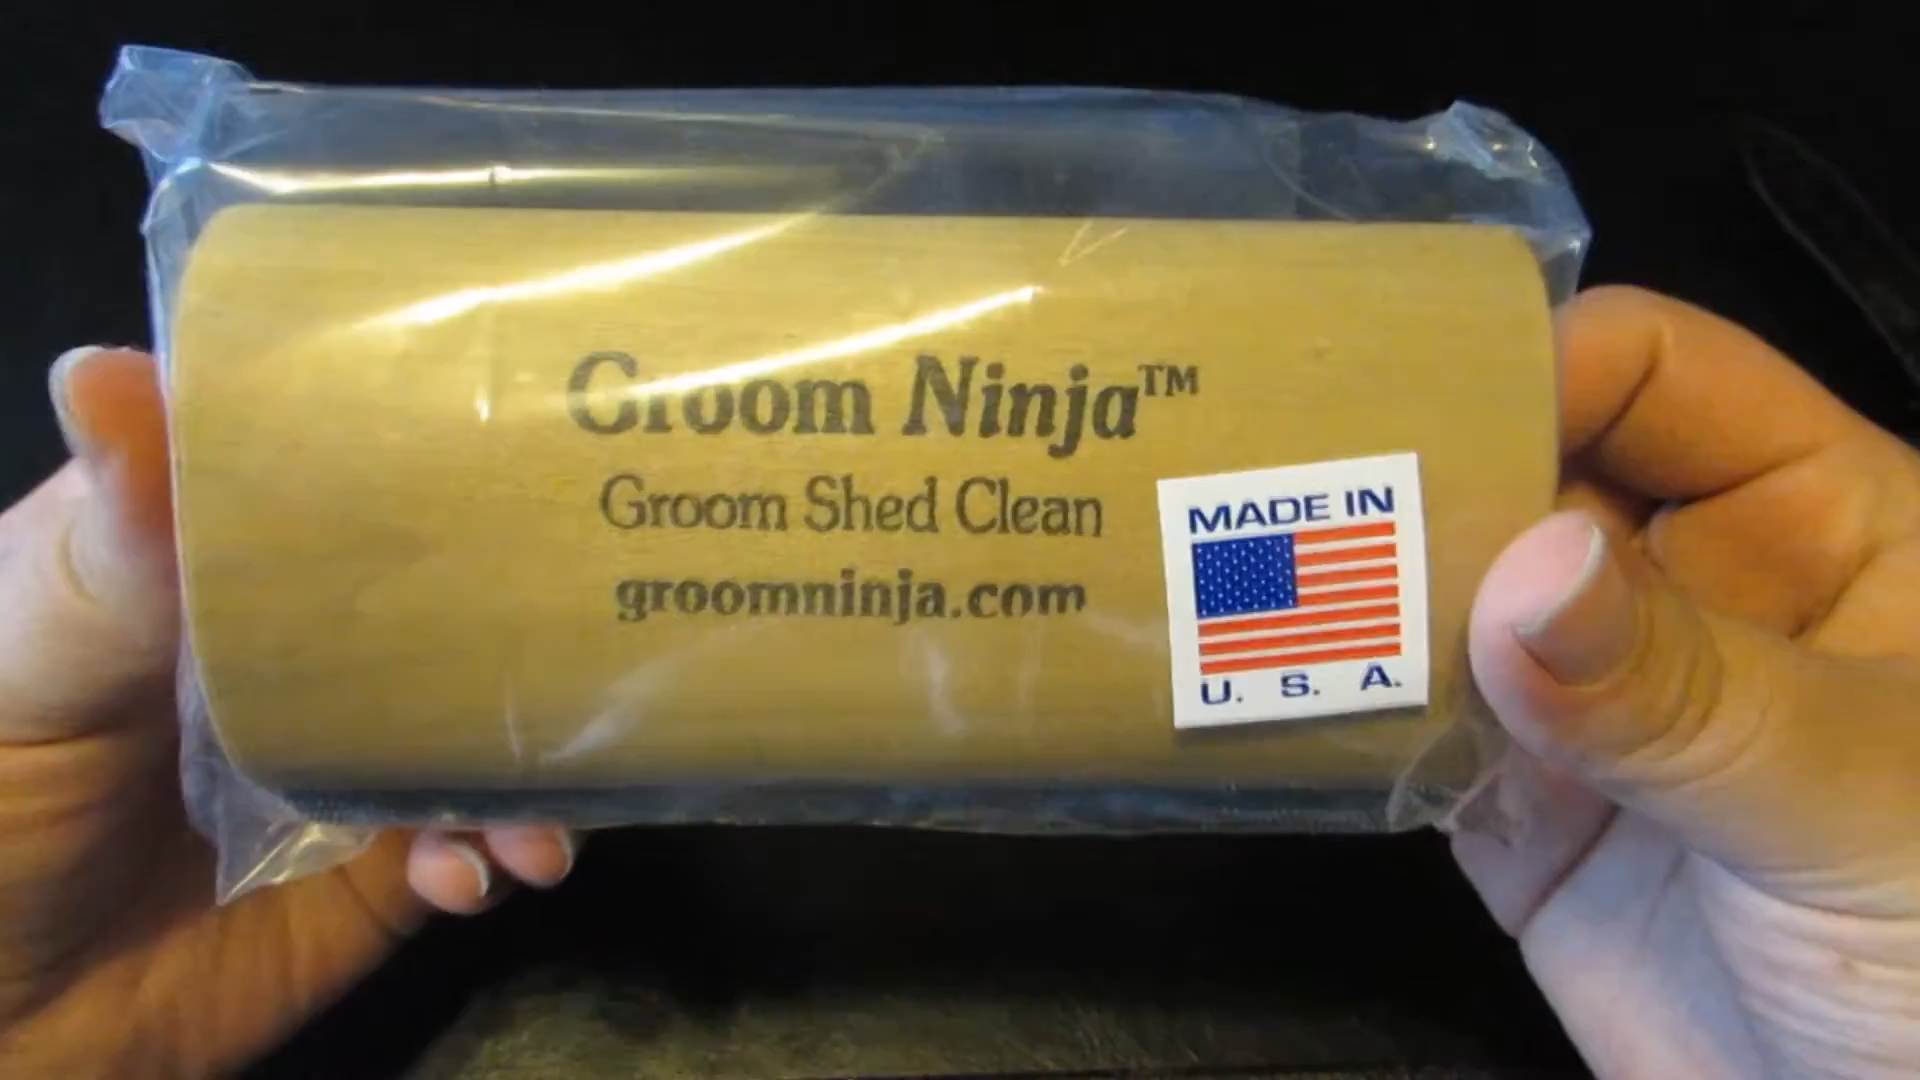 Groom Ninja™
Groom Shed Clean
groomninja.com
MADE IN
U. S. A.